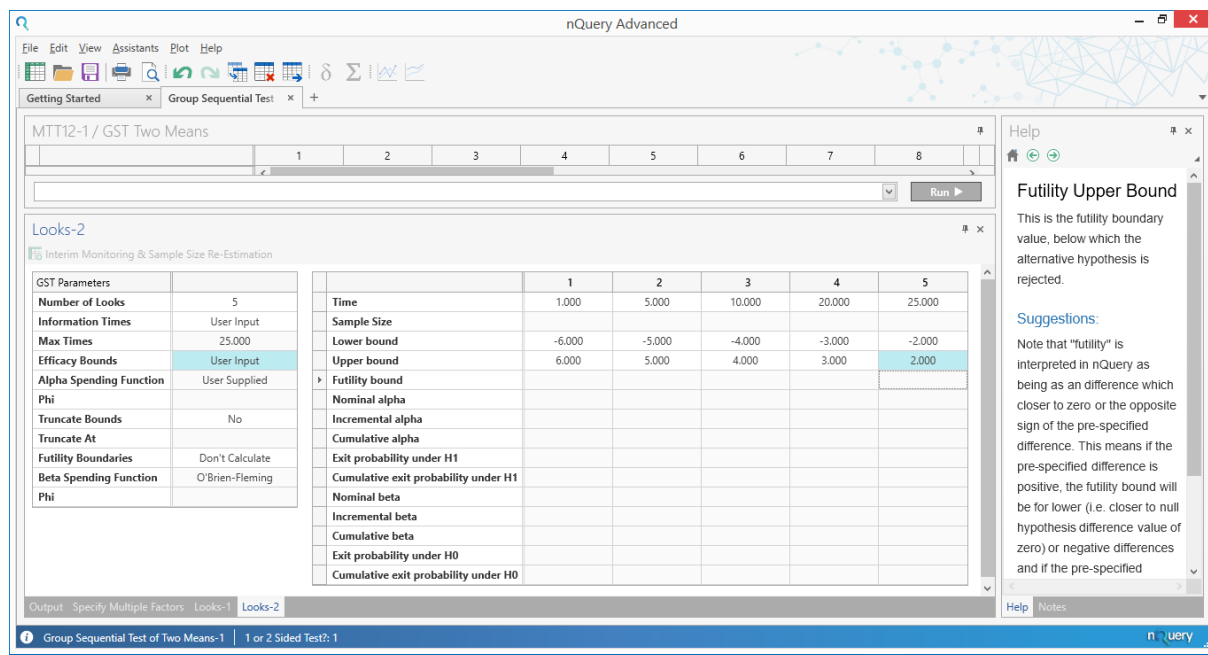 nQuery Advanced
File Edit View Assistants Plot Help
δ Σ
Getting Started × Group Sequential Test × +
MTT12-1 / GST Two Means
1 2 3 4 5 6 7 8
Run
Looks-2
Interim Monitoring & Sample Size Re-Estimation
GST Parameters
Number of Looks 5
Information Times User Input
Max Times 25.000
Efficacy Bounds User Input
Alpha Spending Function User Supplied
Phi
Truncate Bounds No
Truncate At
Futility Boundaries Don't Calculate
Beta Spending Function O'Brien-Fleming
Phi
1 2 3 4 5
Time 1.000 5.000 10.000 20.000 25.000
Sample Size
Lower bound -6.000 -5.000 -4.000 -3.000 -2.000
Upper bound 6.000 5.000 4.000 3.000 2.000
Futility bound
Nominal alpha
Incremental alpha
Cumulative alpha
Exit probability under H1
Cumulative exit probability under H1
Nominal beta
Incremental beta
Cumulative beta
Exit probability under H0
Cumulative exit probability under H0
Output Specify Multiple Factors Looks-1 Looks-2
Help
Futility Upper Bound
This is the futility boundary
value, below which the
alternative hypothesis is
rejected.
Suggestions:
Note that "futility" is
interpreted in nQuery as
being as an difference which
closer to zero or the opposite
sign of the pre-specified
difference. This means if the
pre-specified difference is
positive, the futility bound will
be for lower (i.e. closer to null
hypothesis difference value of
zero) or negative differences
and if the pre-specified
Help Notes
Group Sequential Test of Two Means-1 1 or 2 Sided Test?: 1
nQuery